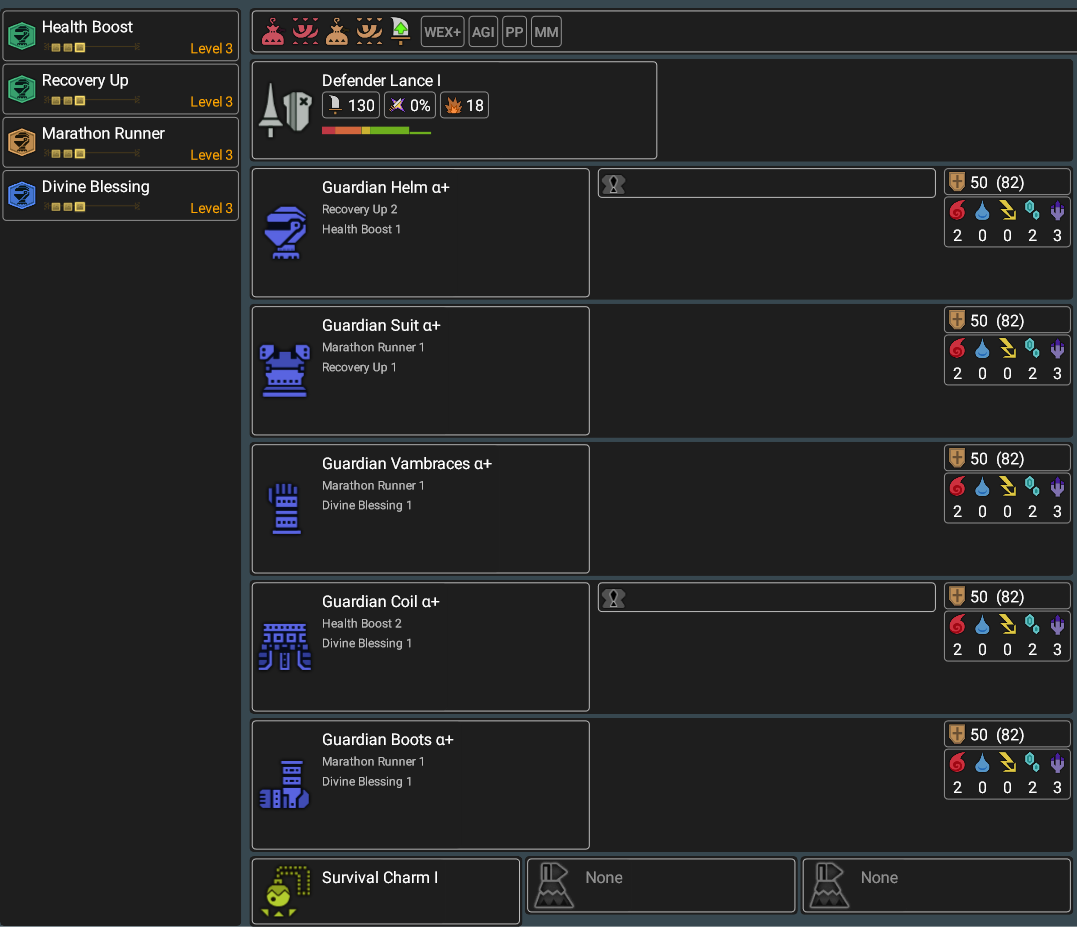 Health Boost
Level 3
Recovery Up
Level 3
Marathon Runner
Level 3
Divine Blessing
Level 3
WEX+ AGI PP MM
Defender Lance I
130 0% 18
Guardian Helm α+
Recovery Up 2
Health Boost 1
50 (82)
2 0 0 2 3
Guardian Suit α+
Marathon Runner 1
Recovery Up 1
50 (82)
2 0 0 2 3
Guardian Vambraces α+
Marathon Runner 1
Divine Blessing 1
50 (82)
2 0 0 2 3
Guardian Coil α+
Health Boost 2
Divine Blessing 1
50 (82)
2 0 0 2 3
Guardian Boots α+
Marathon Runner 1
Divine Blessing 1
50 (82)
2 0 0 2 3
Survival Charm I
None
None